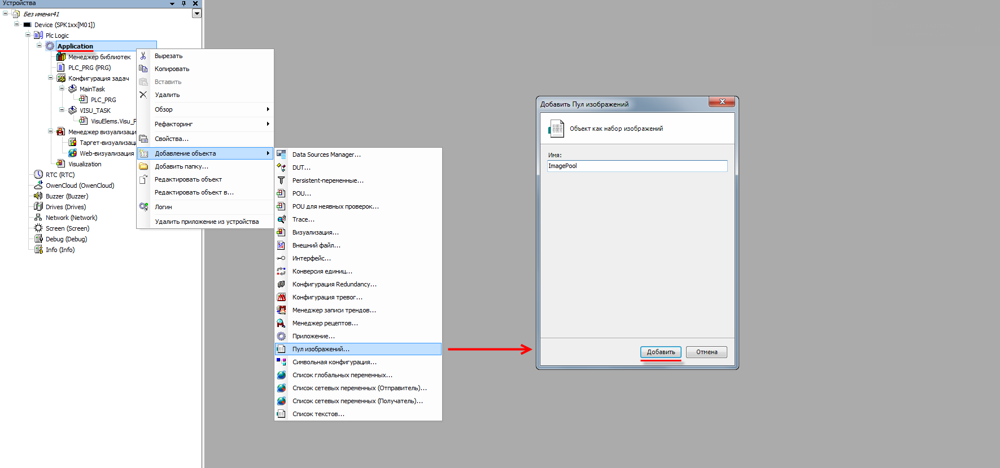 Устройства
Без имени41
Device (SPK1xx[M01])
Plc Logic
Application
Менеджер библиотек
PLC_PRG (PRG)
Конфигурация задач
MainTask
PLC_PRG
VISU_TASK
VisuElems.Visu_P
Менеджер визуализаци
Таргет-визуализац
Web-визуализация
Visualization
RTC (RTC)
OwenCloud (OwenCloud)
Buzzer (Buzzer)
Drives (Drives)
Network (Network)
Screen (Screen)
Debug (Debug)
Info (Info)
Вырезать
Копировать
Вставить
Удалить
Обзор
Рефакторинг
Свойства...
Добавление объекта
Добавить папку...
Редактировать объект
Редактировать объект в...
Логин
Удалить приложение из устройства
Data Sources Manager...
DUT...
Persistent-переменные...
POU...
POU для неявных проверок...
Trace...
Визуализация...
Внешний файл...
Интерфейс...
Конверсия единиц...
Конфигурация Redundancy...
Конфигурация тревог...
Менеджер записи трендов...
Менеджер рецептов...
Приложение...
Пул изображений...
Символьная конфигурация...
Список глобальных переменных...
Список сетевых переменных (Отправитель)...
Список сетевых переменных (Получатель)...
Список текстов...
Добавить Пул изображений
Объект как набор изображений
Имя:
ImagePool
Добавить
Отмена